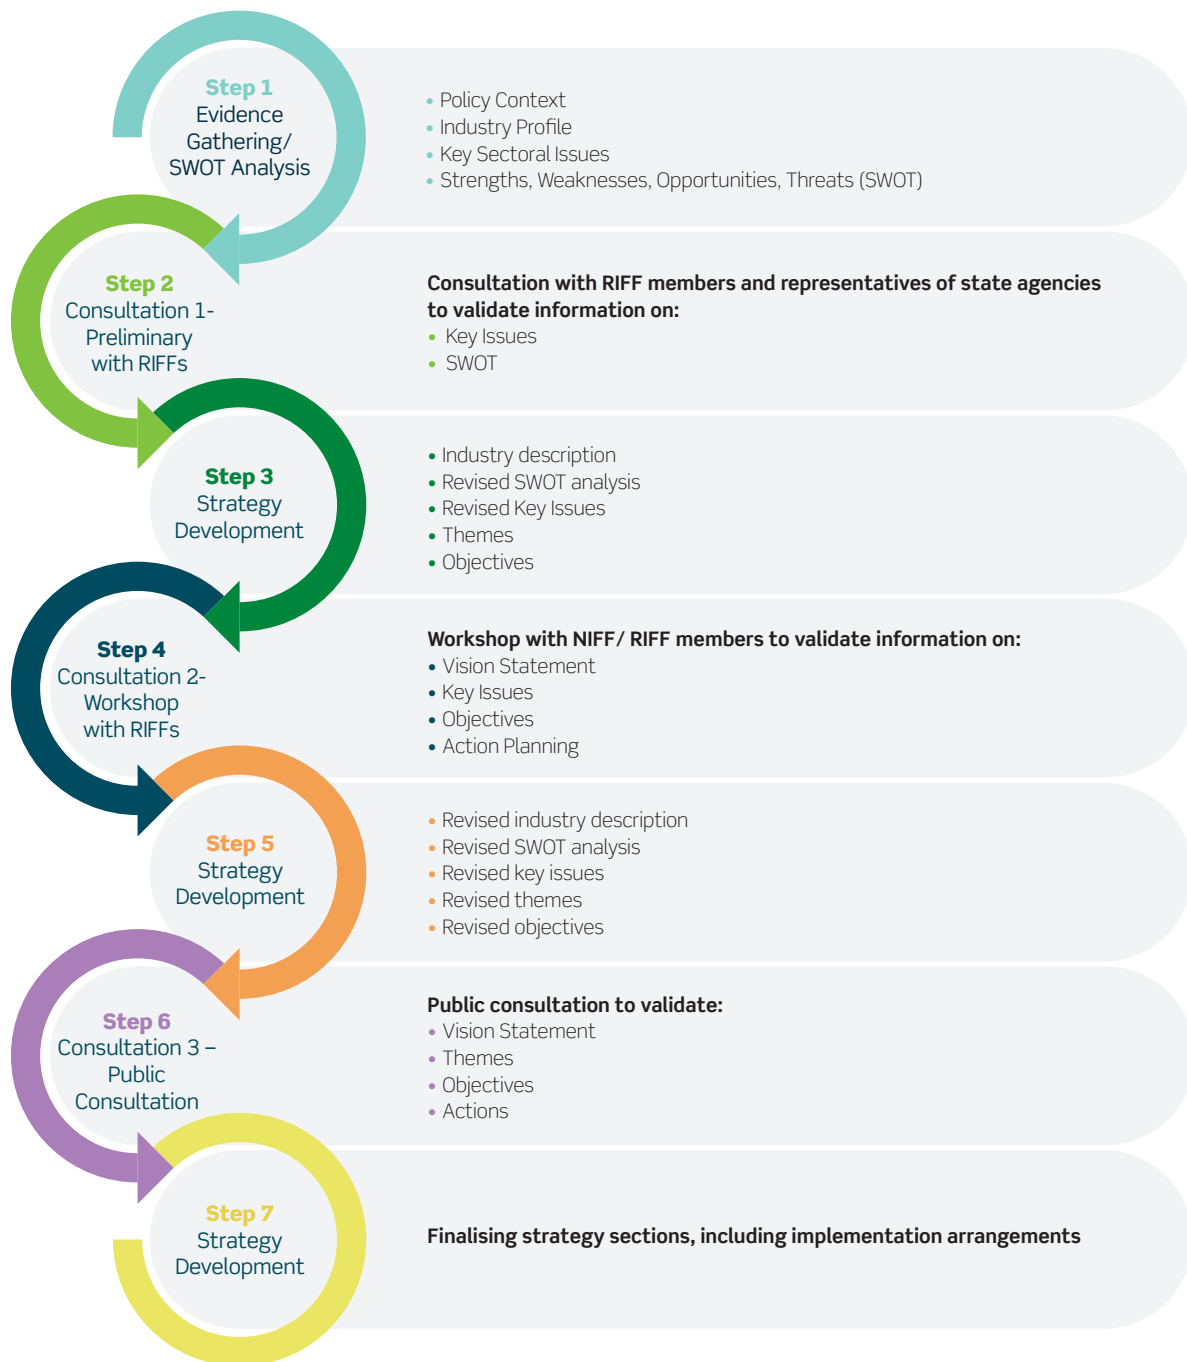 Step 1
Evidence
Gathering/
SWOT Analysis
• Policy Context
• Industry Profile
• Key Sectoral Issues
• Strengths, Weaknesses, Opportunities, Threats (SWOT)
Step 2
Consultation 1-
Preliminary
with RIFFs
Consultation with RIFF members and representatives of state agencies
to validate information on:
• Key Issues
• SWOT
Step 3
Strategy
Development
• Industry description
• Revised SWOT analysis
• Revised Key Issues
• Themes
• Objectives
Step 4
Consultation 2-
Workshop
with RIFFs
Workshop with NIFF/ RIFF members to validate information on:
• Vision Statement
• Key Issues
• Objectives
• Action Planning
Step 5
Strategy
Development
• Revised industry description
• Revised SWOT analysis
• Revised key issues
• Revised themes
• Revised objectives
Step 6
Consultation 3 –
Public
Consultation
Public consultation to validate:
• Vision Statement
• Themes
• Objectives
• Actions
Step 7
Strategy
Development
Finalising strategy sections, including implementation arrangements